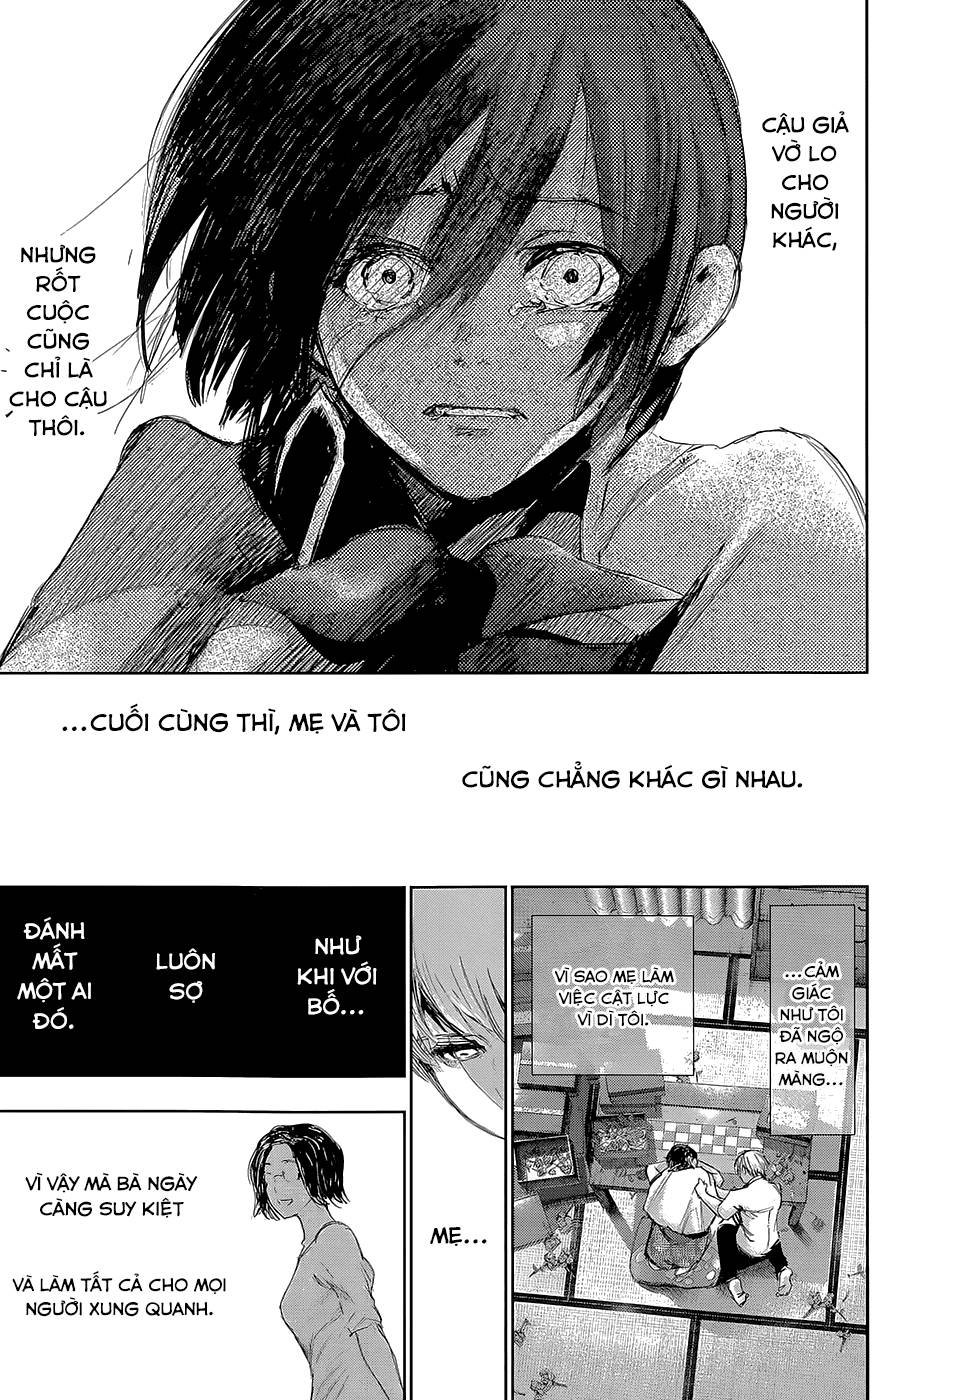 CẬU GIẢ
VỜ LO
CHO
NGƯỜI
KHÁC,
NHƯNG
RỐT
CUỘC
CŨNG
CHỈ LÀ
CHO CẬU
THÔI.
...CUỐI CÙNG THÌ, MẸ VÀ TÔI
CŨNG CHẲNG KHÁC GÌ NHAU.
...CẢM
GIÁC
NHƯ TÔI
ĐÃ NGỘ
RA MUỘN
MÀNG...
VÌ SAO MẸ LÀM
VIỆC CẬT LỰC
VÌ DÌ TÔI.
MẸ...
NHƯ
KHI VỚI
BỐ...
LUÔN
SỢ
ĐÁNH
MẤT
MỘT AI
ĐÓ.
VÌ VẬY MÀ BÀ NGÀY
CÀNG SUY KIỆT
VÀ LÀM TẤT CẢ CHO MỌI
NGƯỜI XUNG QUANH.